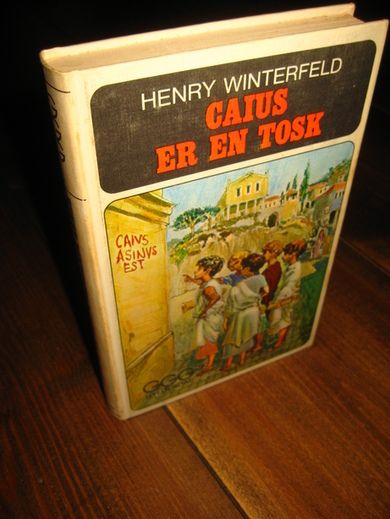 HENRY WINTERFELD
CAIUS
ER EN TOSK
CAIVS
ASINVS
EST